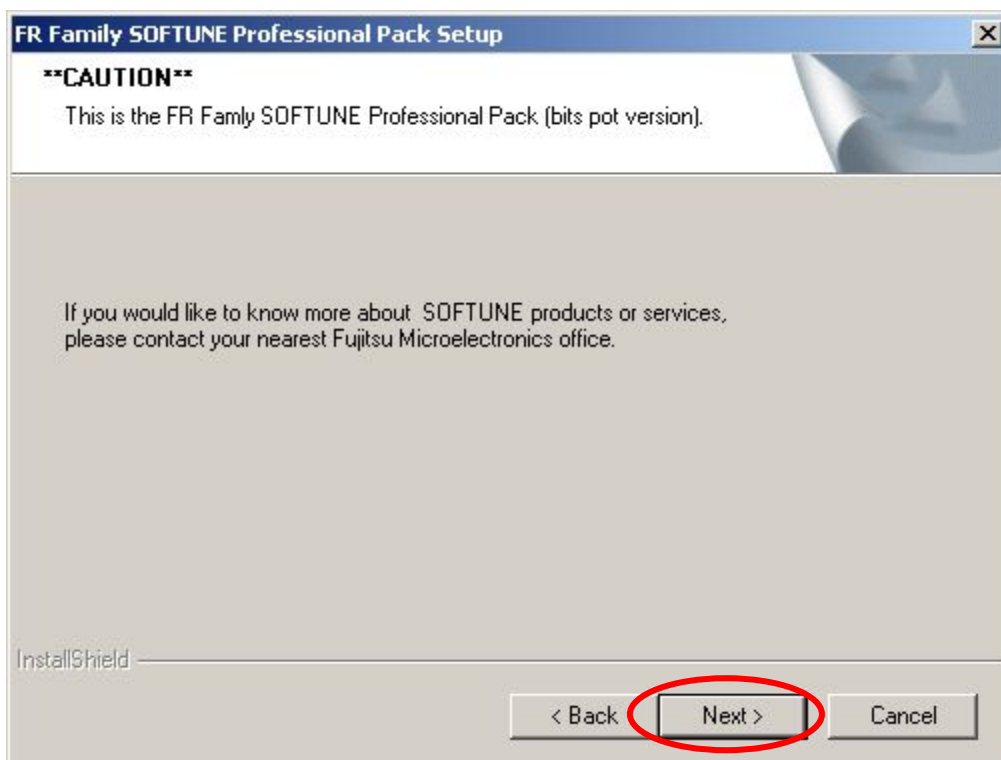 FR Family SOFTUNE Professional Pack Setup
**CAUTION**
This is the FR Famly SOFTUNE Professional Pack (bits pot version).
If you would like to know more about SOFTUNE products or services,
please contact your nearest Fujitsu Microelectronics office.
InstallShield
< Back
Next >
Cancel